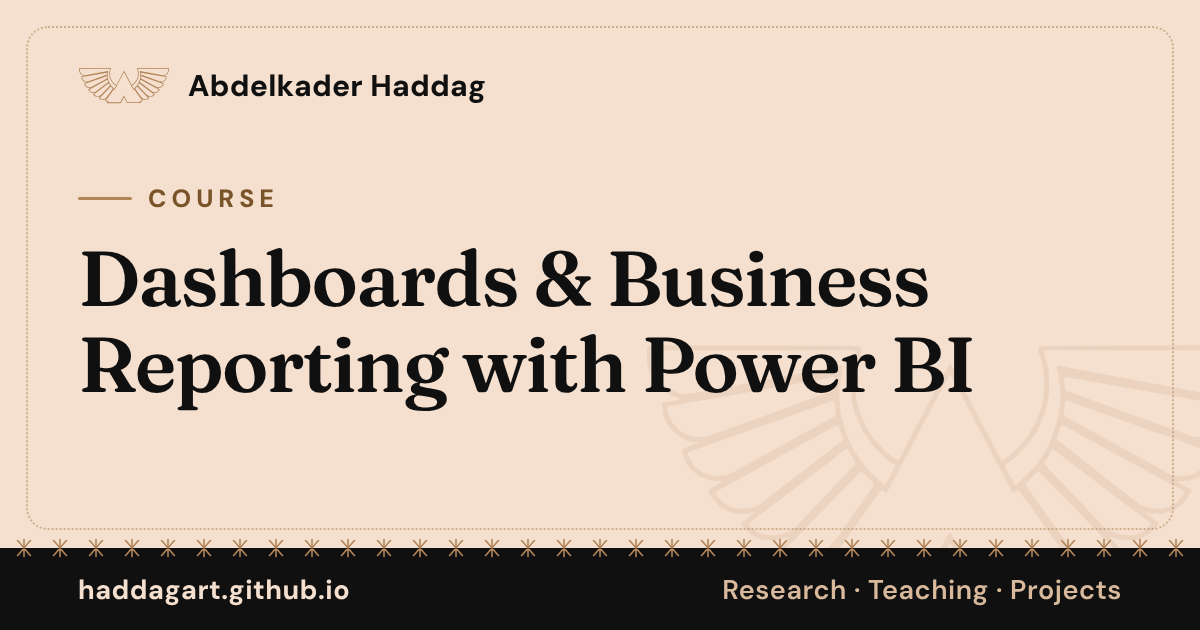 Abdelkader Haddag
COURSE
Dashboards & Business
Reporting with Power BI
haddagart.github.io
Research · Teaching · Projects